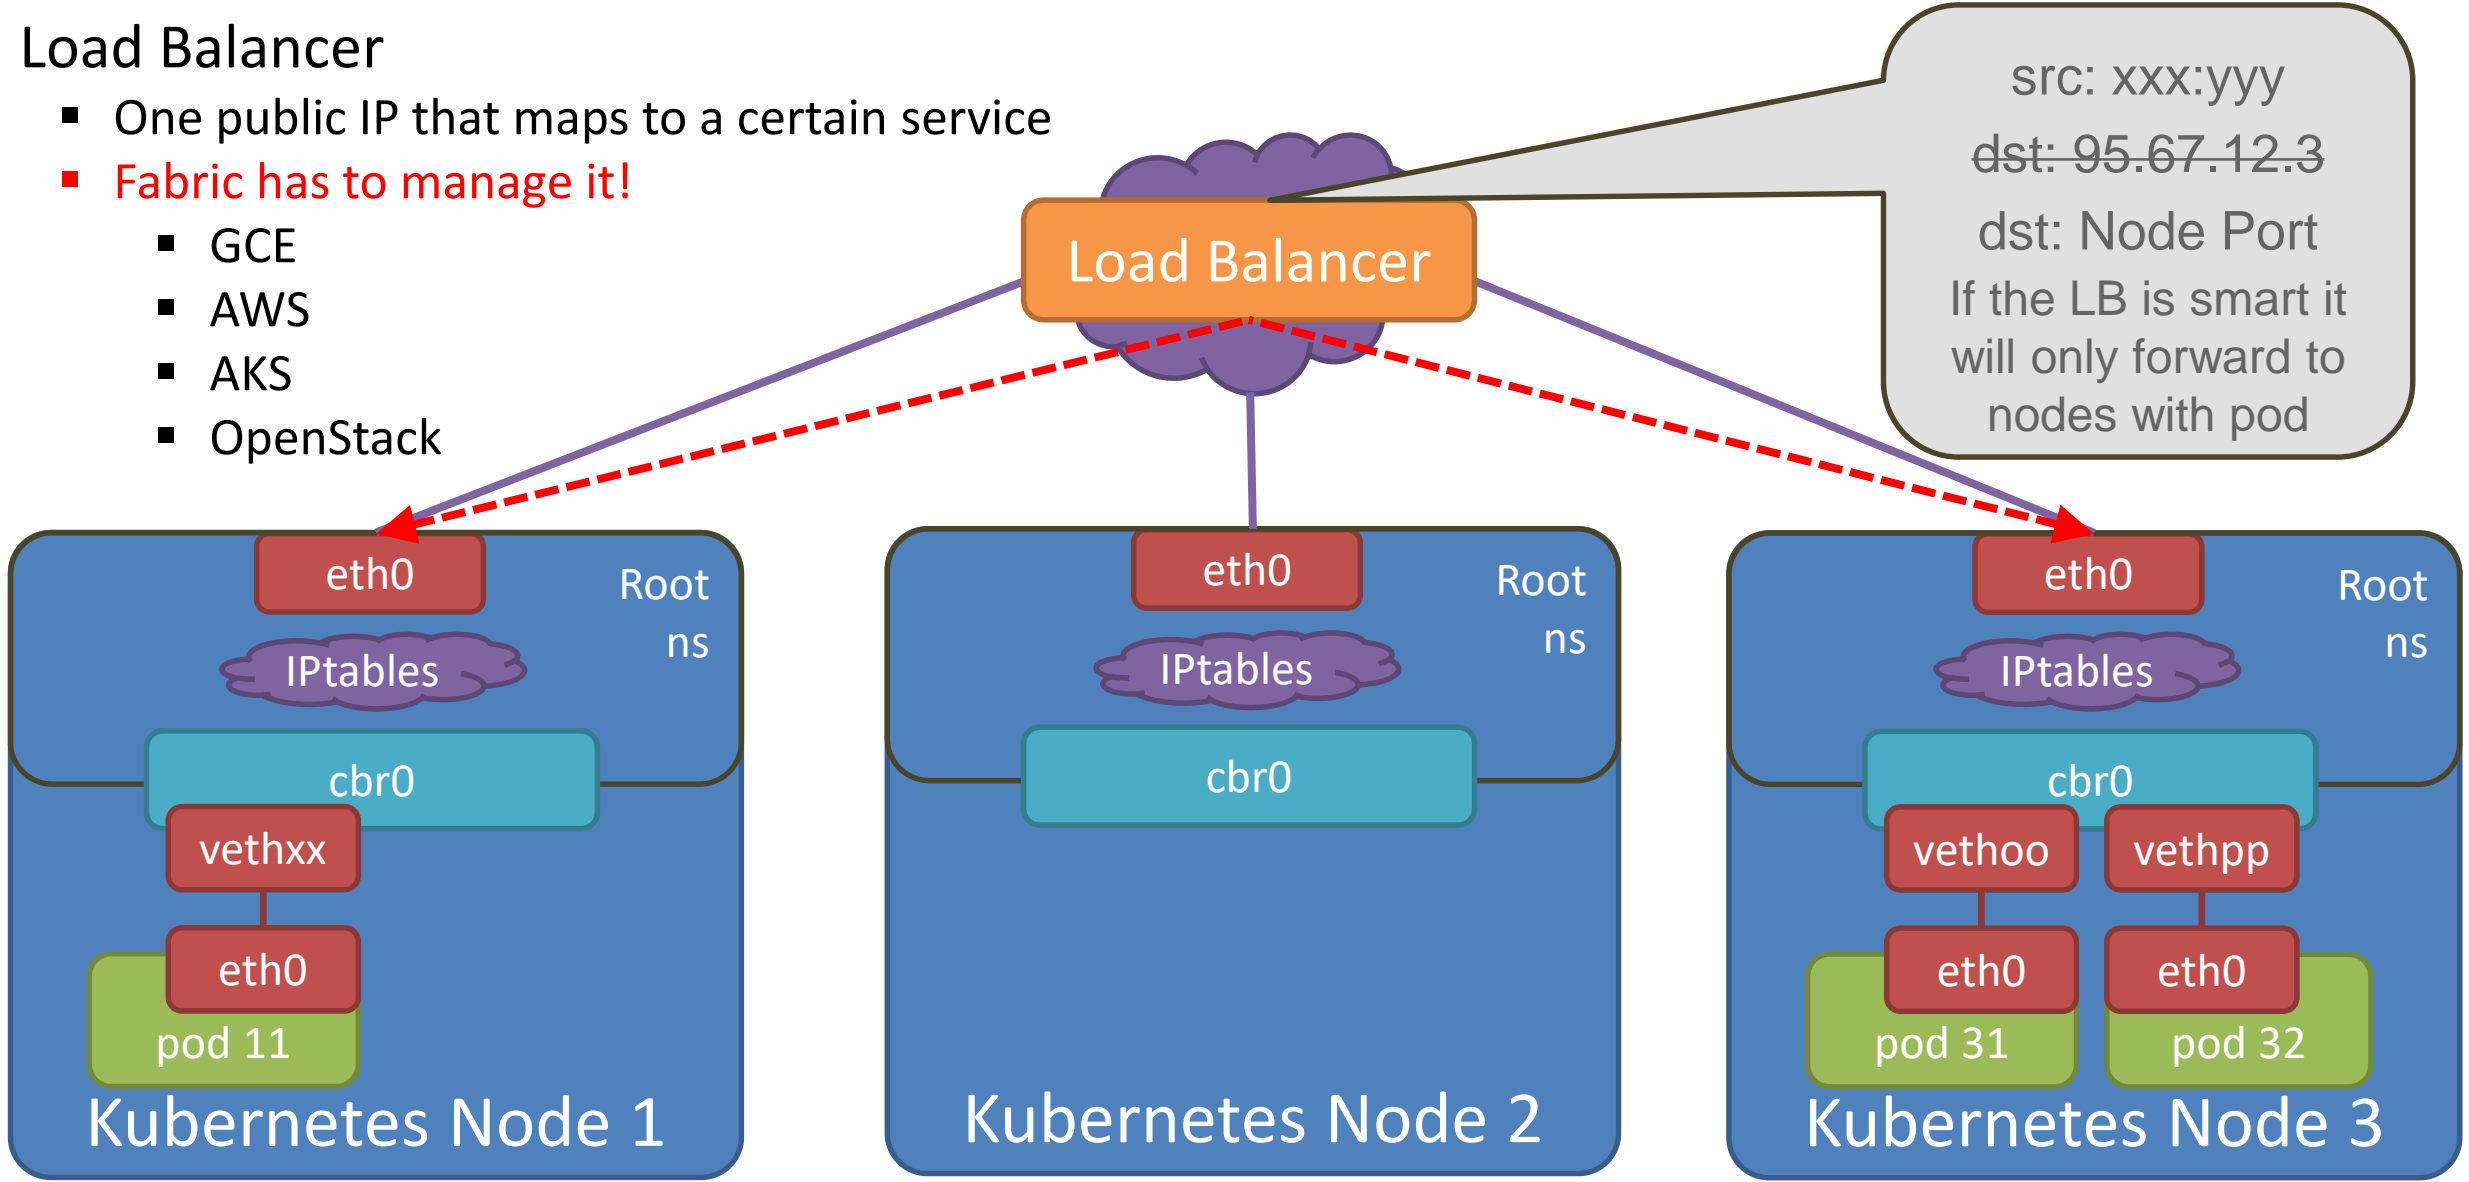 Load Balancer
One public IP that maps to a certain service
Fabric has to manage it!
GCE
AWS
AKS
OpenStack
Load Balancer
src: xxx:yyy
dst: 95.67.12.3
dst: Node Port
If the LB is smart it
will only forward to
nodes with pod
eth0
Root
ns
IPtables
cbr0
vethxx
eth0
pod 11
Kubernetes Node 1
eth0
Root
ns
IPtables
cbr0
Kubernetes Node 2
eth0
Root
ns
IPtables
cbr0
vethoo
vethpp
eth0
eth0
pod 31
pod 32
Kubernetes Node 3